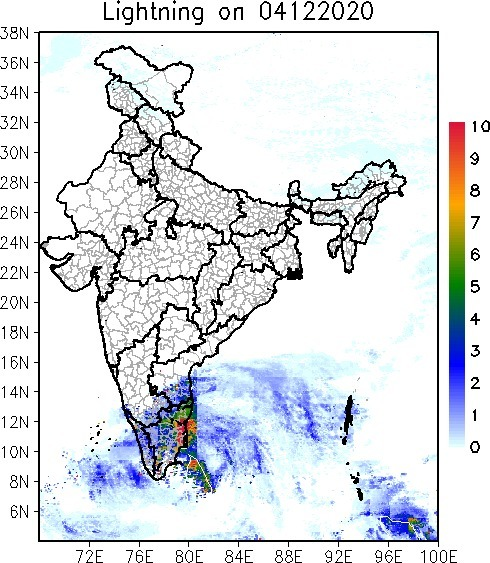 Lightning on 04122020
38N
36N
34N
32N
30N
28N
26N
24N
22N
20N
18N
16N
14N
12N
10N
8N
6N
72E 76E 80E 84E 88E 92E 96E 100E
10
9
8
7
6
5
4
3
2
1
0